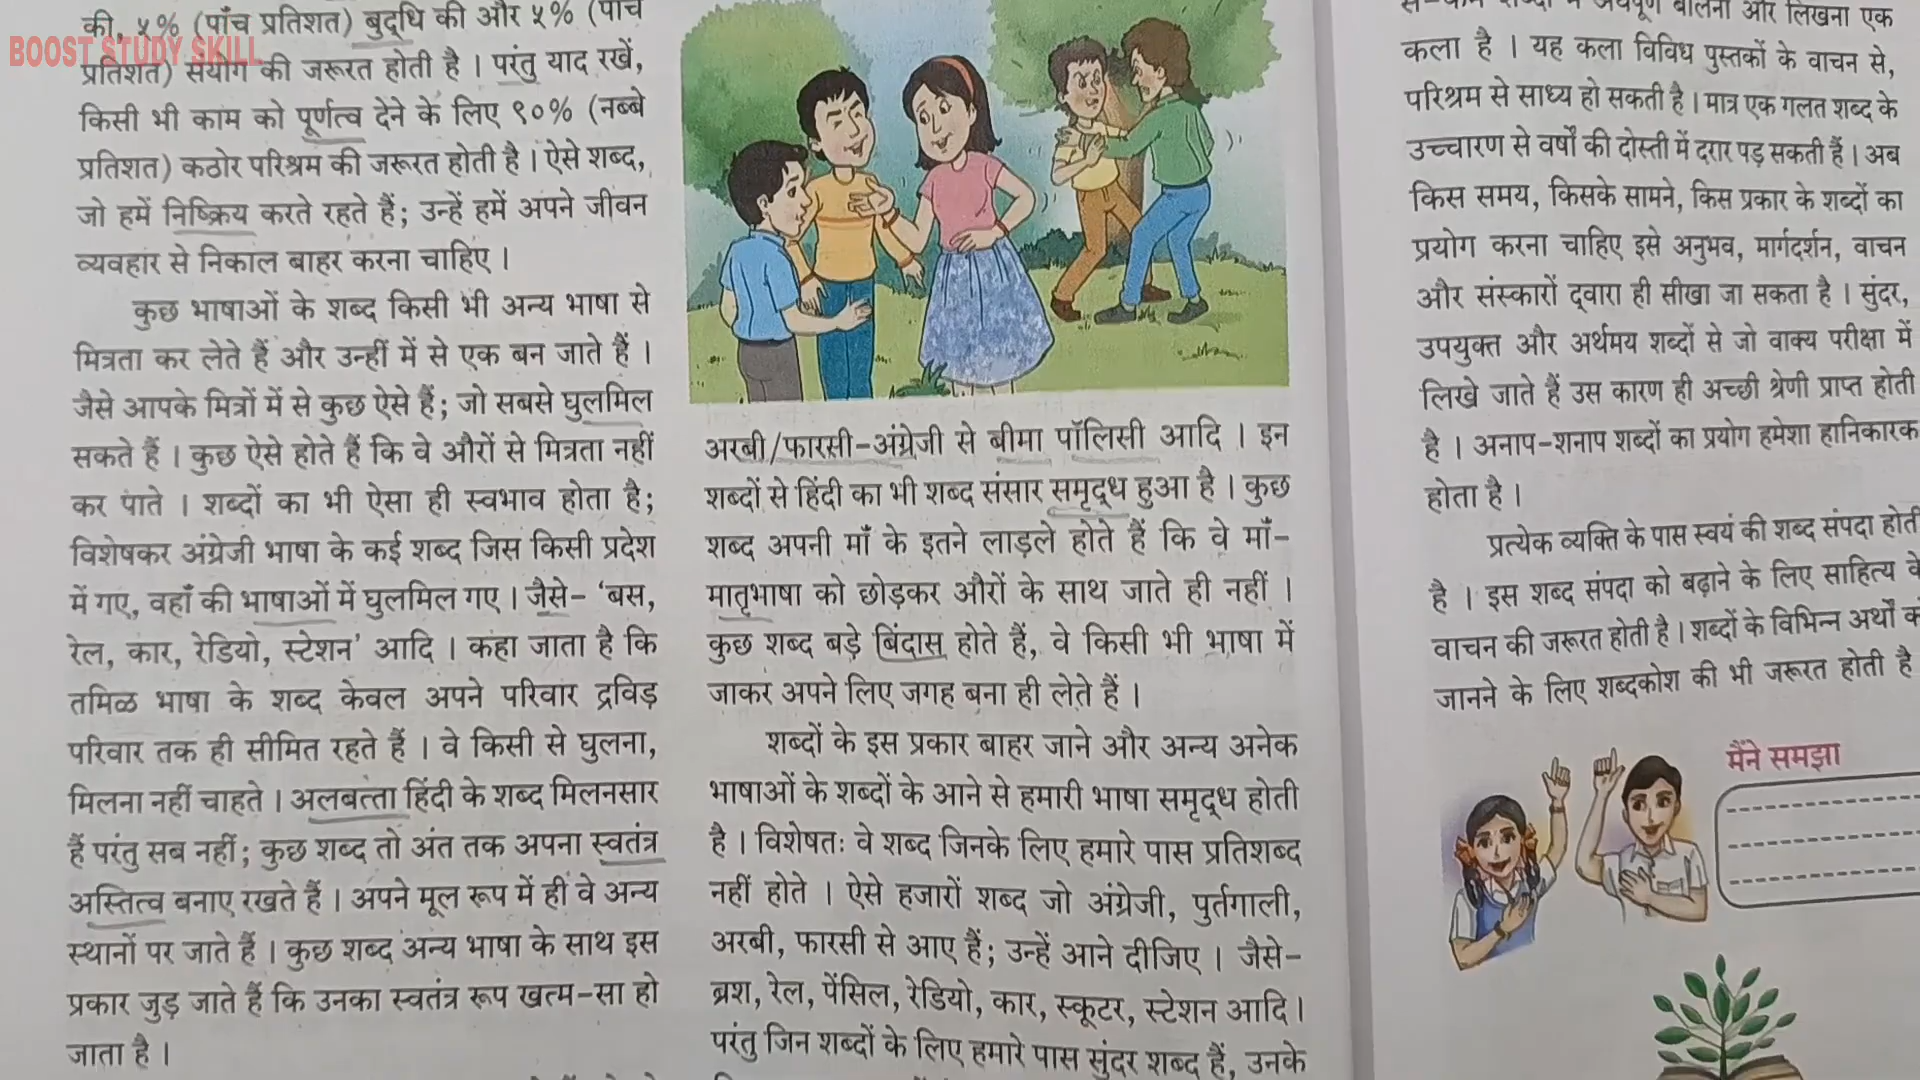 BOOST STUDY SKILL
की, ५% (पाँच प्रतिशत) बुद्धि की और ५% (पाँच
प्रतिशत) संयोग की जरूरत होती है । परंतु याद रखें,
किसी भी काम को पूर्णत्व देने के लिए ९०% (नब्बे
प्रतिशत) कठोर परिश्रम की जरूरत होती है । ऐसे शब्द,
जो हमें निष्क्रिय करते रहते हैं; उन्हें हमें अपने जीवन
व्यवहार से निकाल बाहर करना चाहिए ।
कुछ भाषाओं के शब्द किसी भी अन्य भाषा से
मित्रता कर लेते हैं और उन्हीं में से एक बन जाते हैं ।
जैसे आपके मित्रों में से कुछ ऐसे हैं; जो सबसे घुलमिल
सकते हैं । कुछ ऐसे होते हैं कि वे औरों से मित्रता नहीं
कर पाते । शब्दों का भी ऐसा ही स्वभाव होता है;
विशेषकर अंग्रेजी भाषा के कई शब्द जिस किसी प्रदेश
में गए, वहाँ की भाषाओं में घुलमिल गए । जैसे- ‘बस,
रेल, कार, रेडियो, स्टेशन’ आदि । कहा जाता है कि
तमिळ भाषा के शब्द केवल अपने परिवार द्रविड़
परिवार तक ही सीमित रहते हैं । वे किसी से घुलना,
मिलना नहीं चाहते । अलबत्ता हिंदी के शब्द मिलनसार
हैं परंतु सब नहीं; कुछ शब्द तो अंत तक अपना स्वतंत्र
अस्तित्व बनाए रखते हैं । अपने मूल रूप में ही वे अन्य
स्थानों पर जाते हैं । कुछ शब्द अन्य भाषा के साथ इस
प्रकार जुड़ जाते हैं कि उनका स्वतंत्र रूप खत्म-सा हो
जाता है ।
अरबी/फारसी-अंग्रेजी से बीमा पॉलिसी आदि । इन
शब्दों से हिंदी का भी शब्द संसार समृद्ध हुआ है । कुछ
शब्द अपनी माँ के इतने लाड़ले होते हैं कि वे माँ-
मातृभाषा को छोड़कर औरों के साथ जाते ही नहीं ।
कुछ शब्द बड़े बिंदास होते हैं, वे किसी भी भाषा में
जाकर अपने लिए जगह बना ही लेते हैं ।
शब्दों के इस प्रकार बाहर जाने और अन्य अनेक
भाषाओं के शब्दों के आने से हमारी भाषा समृद्ध होती
है । विशेषतः वे शब्द जिनके लिए हमारे पास प्रतिशब्द
नहीं होते । ऐसे हजारों शब्द जो अंग्रेजी, पुर्तगाली,
अरबी, फारसी से आए हैं; उन्हें आने दीजिए । जैसे-
ब्रश, रेल, पेंसिल, रेडियो, कार, स्कूटर, स्टेशन आदि ।
परंतु जिन शब्दों के लिए हमारे पास सुंदर शब्द हैं, उनके
बोलना और लिखना एक
कला है । यह कला विविध पुस्तकों के वाचन से,
परिश्रम से साध्य हो सकती है । मात्र एक गलत शब्द के
उच्चारण से वर्षों की दोस्ती में दरार पड़ सकती हैं । अब
किस समय, किसके सामने, किस प्रकार के शब्दों का
प्रयोग करना चाहिए इसे अनुभव, मार्गदर्शन, वाचन
और संस्कारों द्वारा ही सीखा जा सकता है । सुंदर,
उपयुक्त और अर्थमय शब्दों से जो वाक्य परीक्षा में
लिखे जाते हैं उस कारण ही अच्छी श्रेणी प्राप्त होती
है । अनाप-शनाप शब्दों का प्रयोग हमेशा हानिकारक
होता है ।
प्रत्येक व्यक्ति के पास स्वयं की शब्द संपदा होती
है । इस शब्द संपदा को बढ़ाने के लिए साहित्य के
वाचन की जरूरत होती है । शब्दों के विभिन्न अर्थों को
जानने के लिए शब्दकोश की भी जरूरत होती है
मैंने समझा